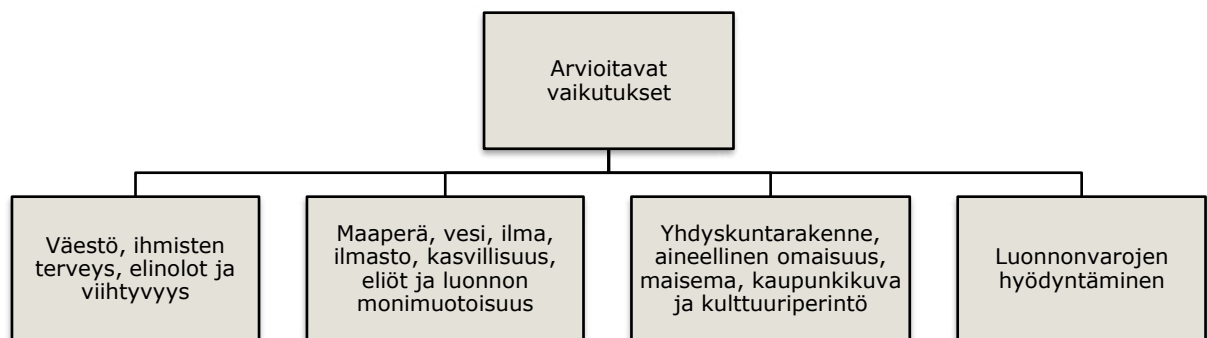 Arvioitavat
vaikutukset
Väestö, ihmisten
terveys, elinolot ja
viihtyvyys
Maaperä, vesi, ilma,
ilmasto, kasvillisuus,
eliöt ja luonnon
monimuotoisuus
Yhdyskuntarakenne,
aineellinen omaisuus,
maisema, kaupunkikuva
ja kulttuuriperintö
Luonnonvarojen
hyödyntäminen